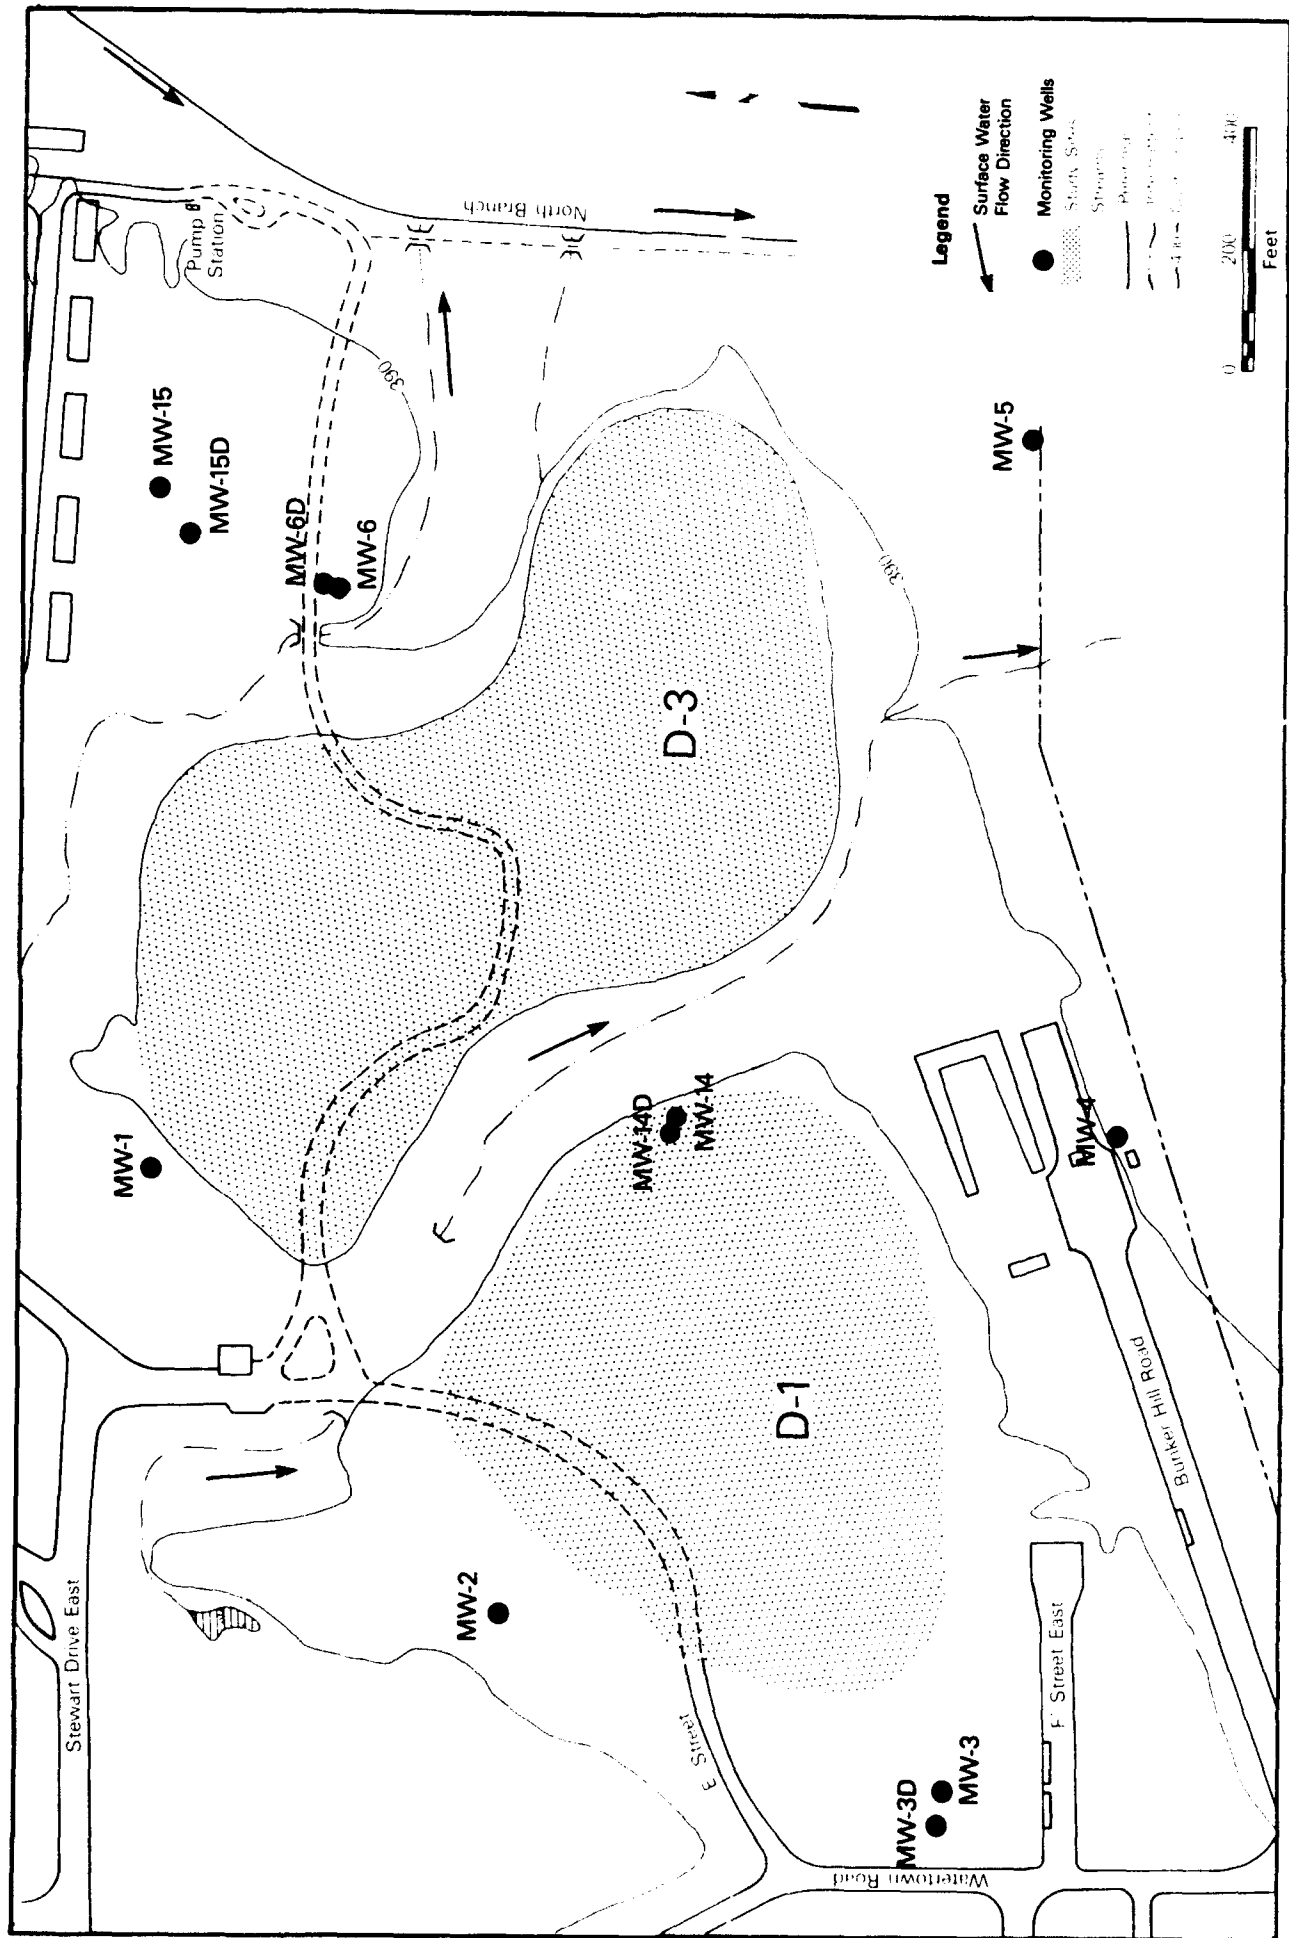 Stewart Drive East
MW-1
MW-2
MW-15
MW-15D
MW-6D
MW-6
Pump
Station
390
North Branch
D-3
MW-14D
MW-14
D-1
E Street
MW-3D
MW-3
Watertown Road
Street East
Bunker Hill Road
MW-4
MW-5
390
Legend
Surface Water
Flow Direction
Monitoring Wells
0
200
400
Feet